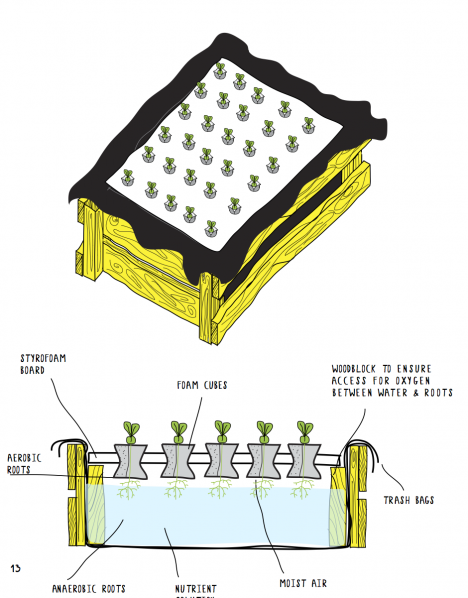 STYROFOAM
BOARD
FOAM CUBES
WOODBLOCK TO ENSURE
ACCESS FOR OXYGEN
BETWEEN WATER & ROOTS
AEROBIC
ROOTS
TRASH BAGS
13
ANAEROBIC ROOTS
NUTRIENT
MOIST AIR